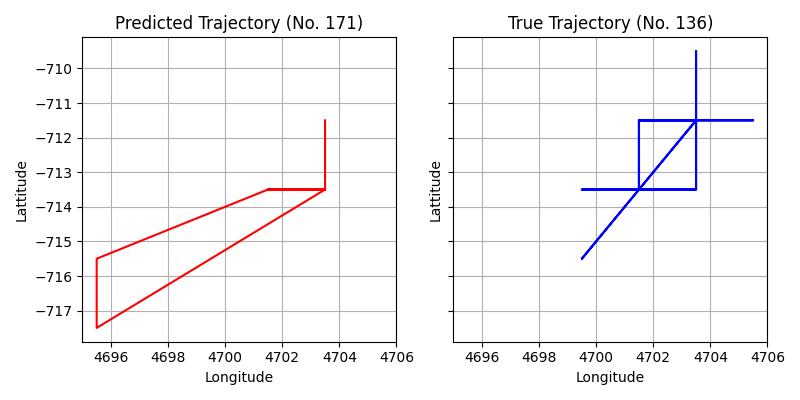 Predicted Trajectory (No. 171)
True Trajectory (No. 136)
−710
−711
−712
−713
−714
−715
−716
−717
Lattitude
Lattitude
4696 4698 4700 4702 4704 4706
4696 4698 4700 4702 4704 4706
Longitude
Longitude